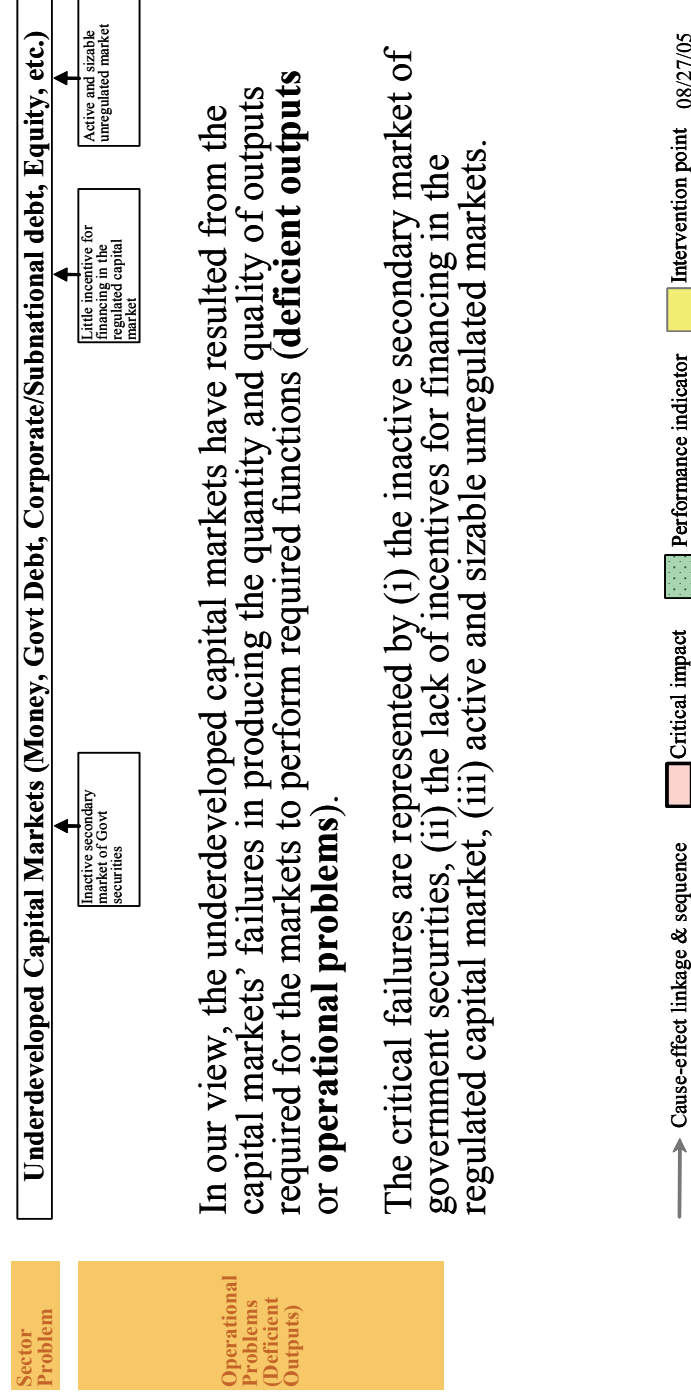 Sector
Problem
Underdeveloped Capital Markets (Money, Govt Debt, Corporate/Subnational debt, Equity, etc.)
Operational
Problems
(Deficient
Outputs)
Inactive secondary
market of Govt
securities
Little incentive for
financing in the
regulated capital
market
Active and sizable
unregulated market
In our view, the underdeveloped capital markets have resulted from the
capital markets’ failures in producing the quantity and quality of outputs
required for the markets to perform required functions (deficient outputs
or operational problems).
The critical failures are represented by (i) the inactive secondary market of
government securities, (ii) the lack of incentives for financing in the
regulated capital market, (iii) active and sizable unregulated markets.
Cause-effect linkage & sequence
Critical impact
Performance indicator
Intervention point
08/27/05